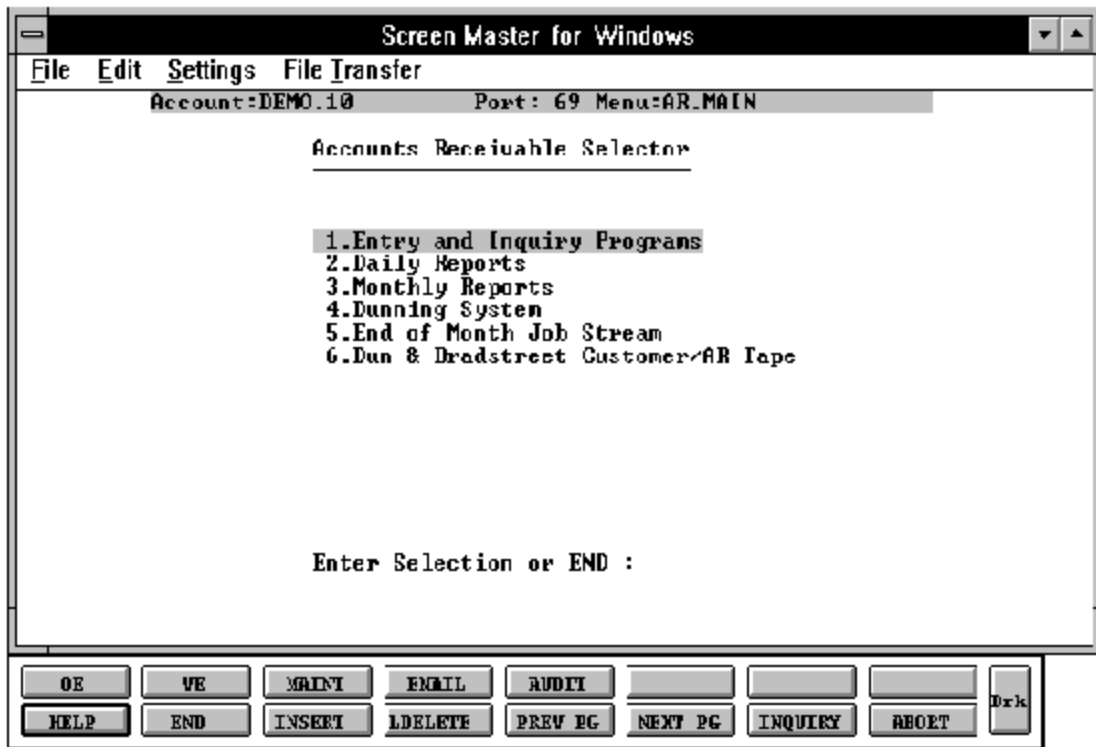 Screen Master for Windows
File Edit Settings File Transfer
Account:DEMO.10 Port: 69 Menu:AR.MAIN
Accounts Receivable Selector
1.Entry and Inquiry Programs
2.Daily Reports
3.Monthly Reports
4.Dunning System
5.End of Month Job Stream
6.Dun & Bradstreet Customer/AR Tape
Enter Selection or END :
OE VE MAINT EMAIL AUDIT
HELP END INSERT LDELETE PREV PG NEXT PG INQUIRY ABORT
Brk